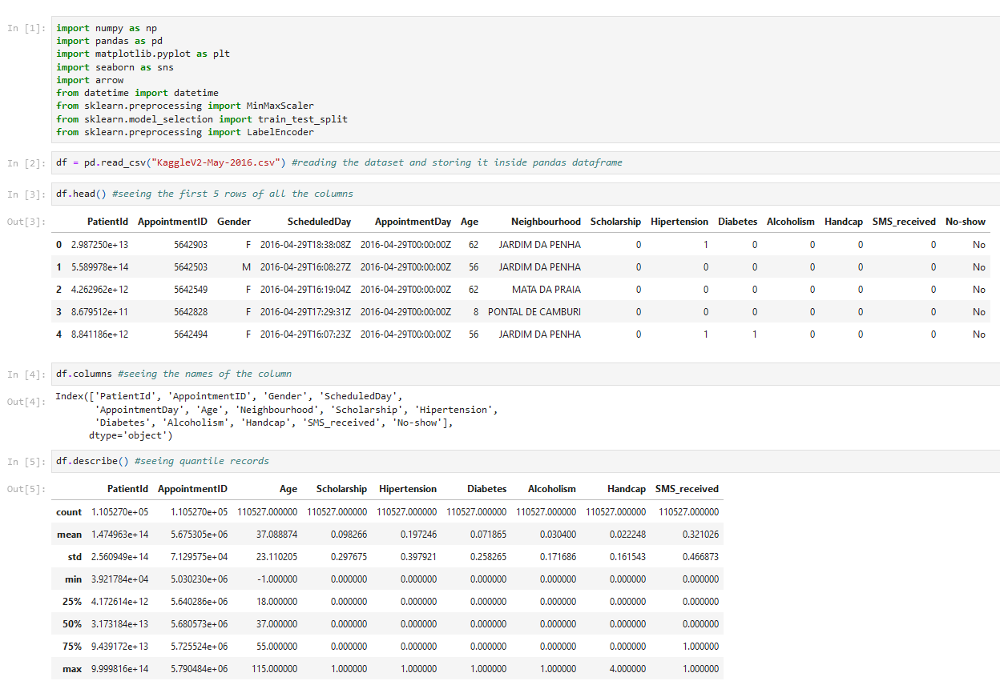 In [1]: import numpy as np
import pandas as pd
import matplotlib.pyplot as plt
import seaborn as sns
import arrow
from datetime import datetime
from sklearn.preprocessing import MinMaxScaler
from sklearn.model_selection import train_test_split
from sklearn.preprocessing import LabelEncoder
In [2]: df = pd.read_csv("KaggleV2-May-2016.csv") #reading the dataset and storing it inside pandas dataframe
In [3]: df.head() #seeing the first 5 rows of all the columns
Out[3]: PatientId AppointmentID Gender ScheduledDay AppointmentDay Age Neighbourhood Scholarship Hipertension Diabetes Alcoholism Handcap SMS_received No-show
0 2.987250e+13 5642903 F 2016-04-29T18:38:08Z 2016-04-29T00:00:00Z 62 JARDIM DA PENHA 0 1 0 0 0 0 No
1 5.589978e+14 5642503 M 2016-04-29T16:08:27Z 2016-04-29T00:00:00Z 56 JARDIM DA PENHA 0 0 0 0 0 0 No
2 4.262962e+12 5642549 F 2016-04-29T16:19:04Z 2016-04-29T00:00:00Z 62 MATA DA PRAIA 0 0 0 0 0 0 No
3 8.679512e+11 5642828 F 2016-04-29T17:29:31Z 2016-04-29T00:00:00Z 8 PONTAL DE CAMBURI 0 0 0 0 0 0 No
4 8.841186e+12 5642494 F 2016-04-29T16:07:23Z 2016-04-29T00:00:00Z 56 JARDIM DA PENHA 0 1 1 0 0 0 No
In [4]: df.columns #seeing the names of the column
Out[4]: Index(['PatientId', 'AppointmentID', 'Gender', 'ScheduledDay',
'AppointmentDay', 'Age', 'Neighbourhood', 'Scholarship', 'Hipertension',
'Diabetes', 'Alcoholism', 'Handcap', 'SMS_received', 'No-show'],
dtype='object')
In [5]: df.describe() #seeing quantile records
Out[5]: PatientId AppointmentID Age Scholarship Hipertension Diabetes Alcoholism Handcap SMS_received
count 1.105270e+05 1.105270e+05 110527.000000 110527.000000 110527.000000 110527.000000 110527.000000 110527.000000 110527.000000
mean 1.474963e+14 5.675305e+06 37.088874 0.098266 0.197246 0.071865 0.030400 0.022248 0.321026
std 2.560949e+14 7.129575e+04 23.110205 0.297675 0.397921 0.258265 0.171686 0.161543 0.466873
min 3.921784e+04 5.030230e+06 -1.000000 0.000000 0.000000 0.000000 0.000000 0.000000 0.000000
25% 4.172614e+12 5.640286e+06 18.000000 0.000000 0.000000 0.000000 0.000000 0.000000 0.000000
50% 3.173184e+13 5.680573e+06 37.000000 0.000000 0.000000 0.000000 0.000000 0.000000 0.000000
75% 9.439172e+13 5.725524e+06 55.000000 0.000000 0.000000 0.000000 0.000000 0.000000 1.000000
max 9.999816e+14 5.790484e+06 115.000000 1.000000 1.000000 1.000000 1.000000 4.000000 1.000000